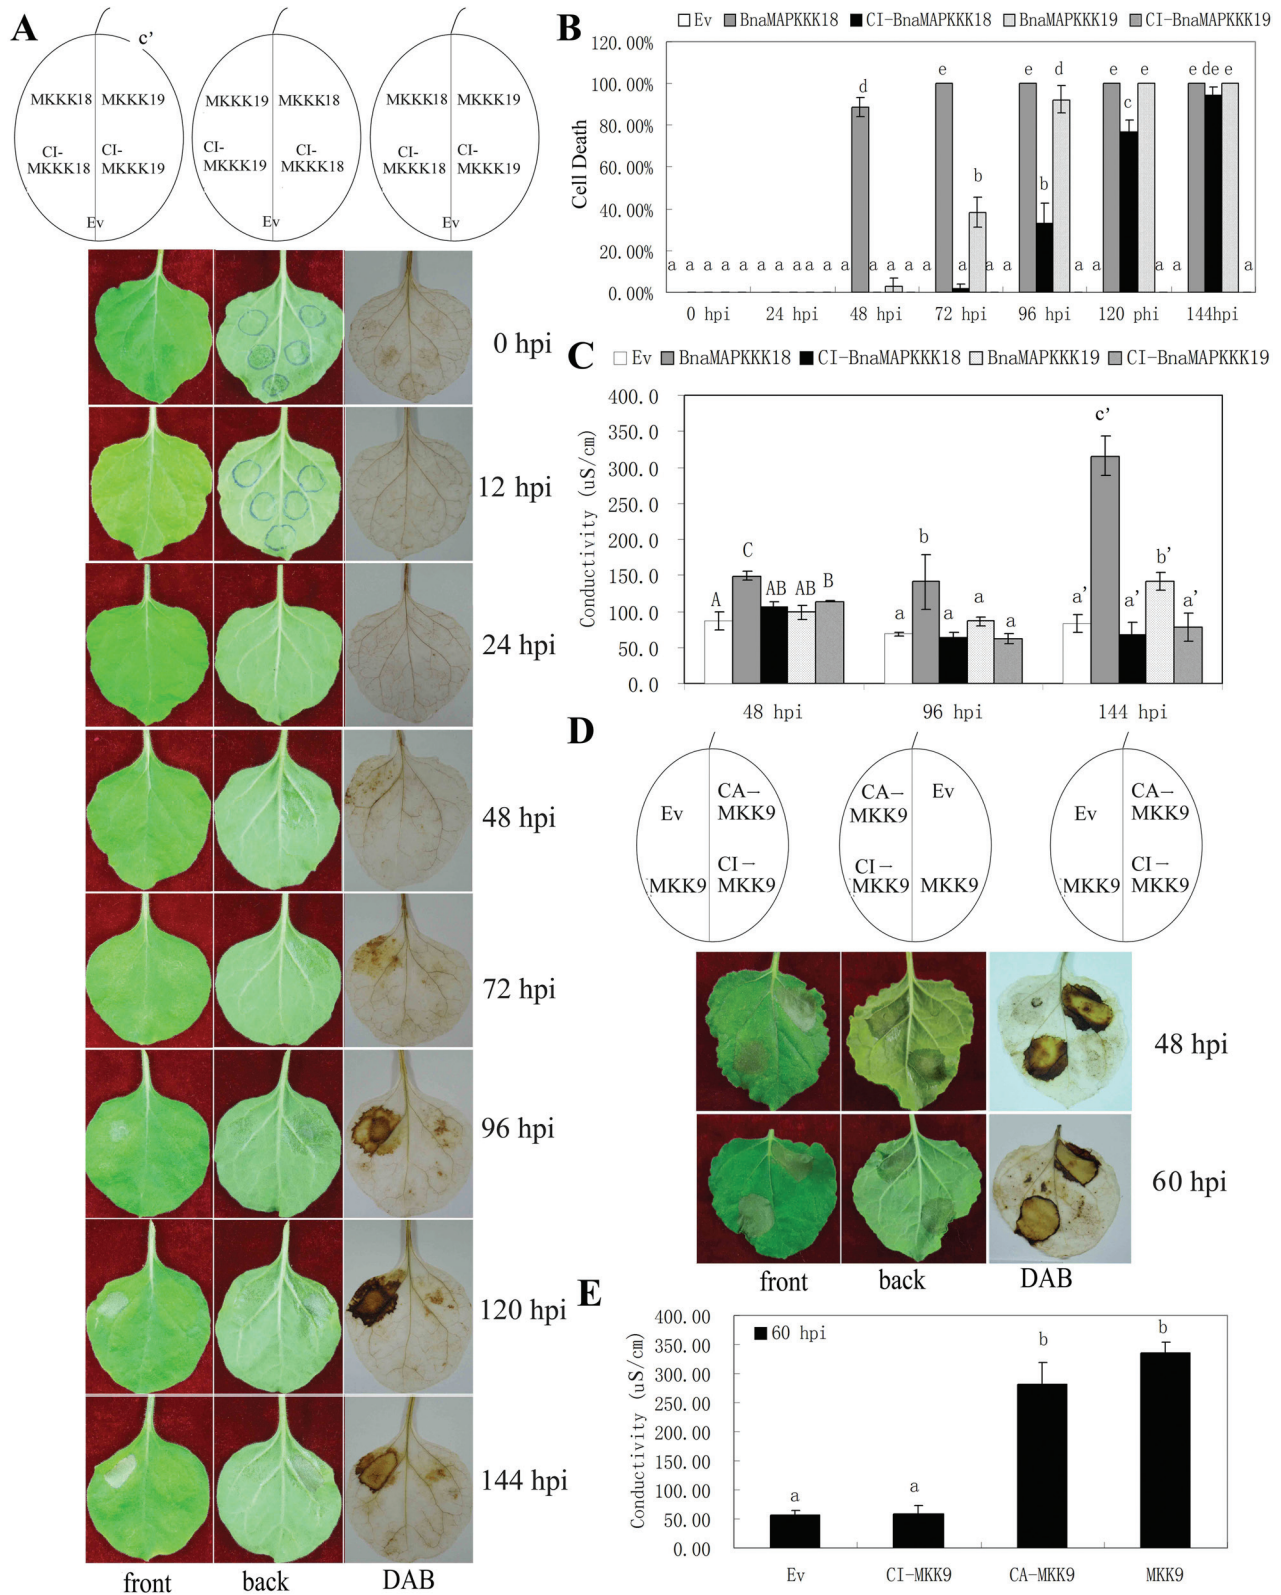 A
c'
MKKK18 MKKK19
CI-MKKK18 CI-MKKK19
Ev
MKKK19 MKKK18
CI-MKKK19 CI-MKKK18
Ev
MKKK18 MKKK19
CI-MKKK18 CI-MKKK19
Ev
0 hpi
12 hpi
24 hpi
48 hpi
72 hpi
96 hpi
120 hpi
144 hpi
front back DAB
B
Ev BnaMAPKKK18 CI-BnaMAPKKK18 BnaMAPKKK19 CI-BnaMAPKKK19
Cell Death
120.00%
100.00%
80.00%
60.00%
40.00%
20.00%
0.00%
e e e e e e de e
d d
c
b b
a a a a a a a a a a a a a a a a a a a a a
0 hpi 24 hpi 48 hpi 72 hpi 96 hpi 120 phi 144hpi
C
Ev BnaMAPKKK18 CI-BnaMAPKKK18 BnaMAPKKK19 CI-BnaMAPKKK19
Conductivity (uS/cm)
400.0
350.0
300.0
250.0
200.0
150.0
100.0
50.0
0.0
A C AB AB B
a b a a a
a' c' a' b' a'
48 hpi 96 hpi 144 hpi
D
Ev CA-MKK9
MKK9 CI-MKK9
CA-MKK9 Ev
CI-MKK9 MKK9
Ev CA-MKK9
MKK9 CI-MKK9
48 hpi
60 hpi
front back DAB
E
60 hpi
Conductivity (uS/cm)
400.00
350.00
300.00
250.00
200.00
150.00
100.00
50.00
0.00
a a b b
Ev CI-MKK9 CA-MKK9 MKK9